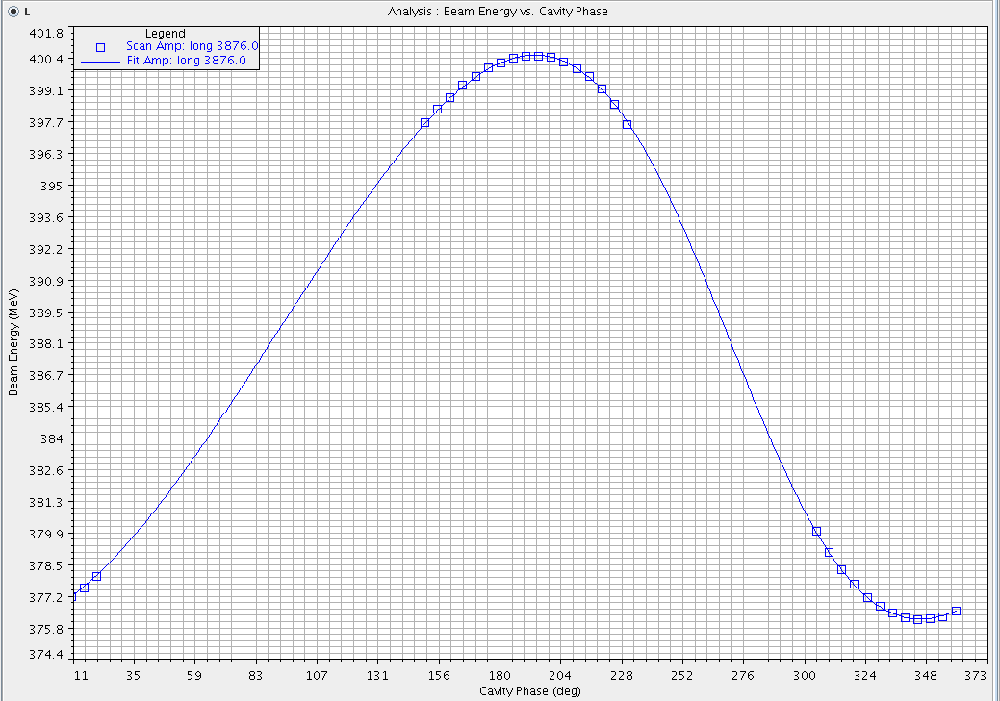 L
Analysis : Beam Energy vs. Cavity Phase
Legend
Scan Amp: long 3876.0
Fit Amp: long 3876.0
Beam Energy (MeV)
401.8
400.4
399.1
397.7
396.3
395
393.6
392.2
390.9
389.5
388.1
386.7
385.4
384
382.6
381.3
379.9
378.5
377.2
375.8
374.4
11 35 59 83 107 131 156 180 204 228 252 276 300 324 348 373
Cavity Phase (deg)